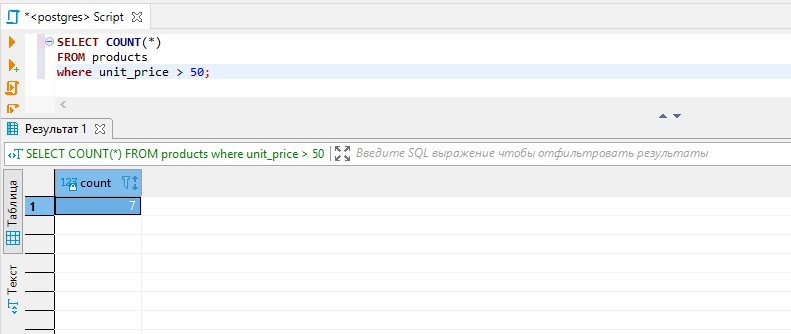 *<postgres> Script
SELECT COUNT(*)
FROM products
where unit_price > 50;
Результат 1
SELECT COUNT(*) FROM products where unit_price > 50
Введите SQL выражение чтобы отфильтровать результаты
Таблица
Текст
123 count
1 7